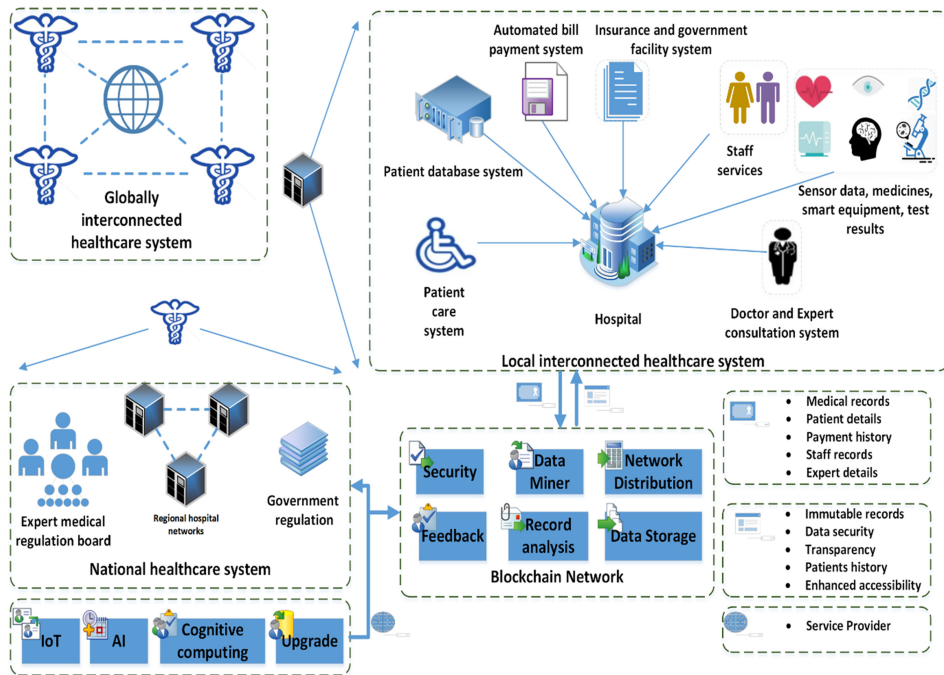 Globally
interconnected
healthcare system
Automated bill
payment system
Insurance and government
facility system
Patient database system
Staff
services
Sensor data, medicines,
smart equipment, test
results
Patient
care
system
Hospital
Doctor and Expert
consultation system
Local interconnected healthcare system
Expert medical
regulation board
Regional hospital
networks
Government
regulation
National healthcare system
Security
Data
Miner
Network
Distribution
Feedback
Record
analysis
Data Storage
Blockchain Network
IoT
AI
Cognitive
computing
Upgrade
• Medical records
• Patient details
• Payment history
• Staff records
• Expert details
• Immutable records
• Data security
• Transparency
• Patients history
• Enhanced accessibility
• Service Provider